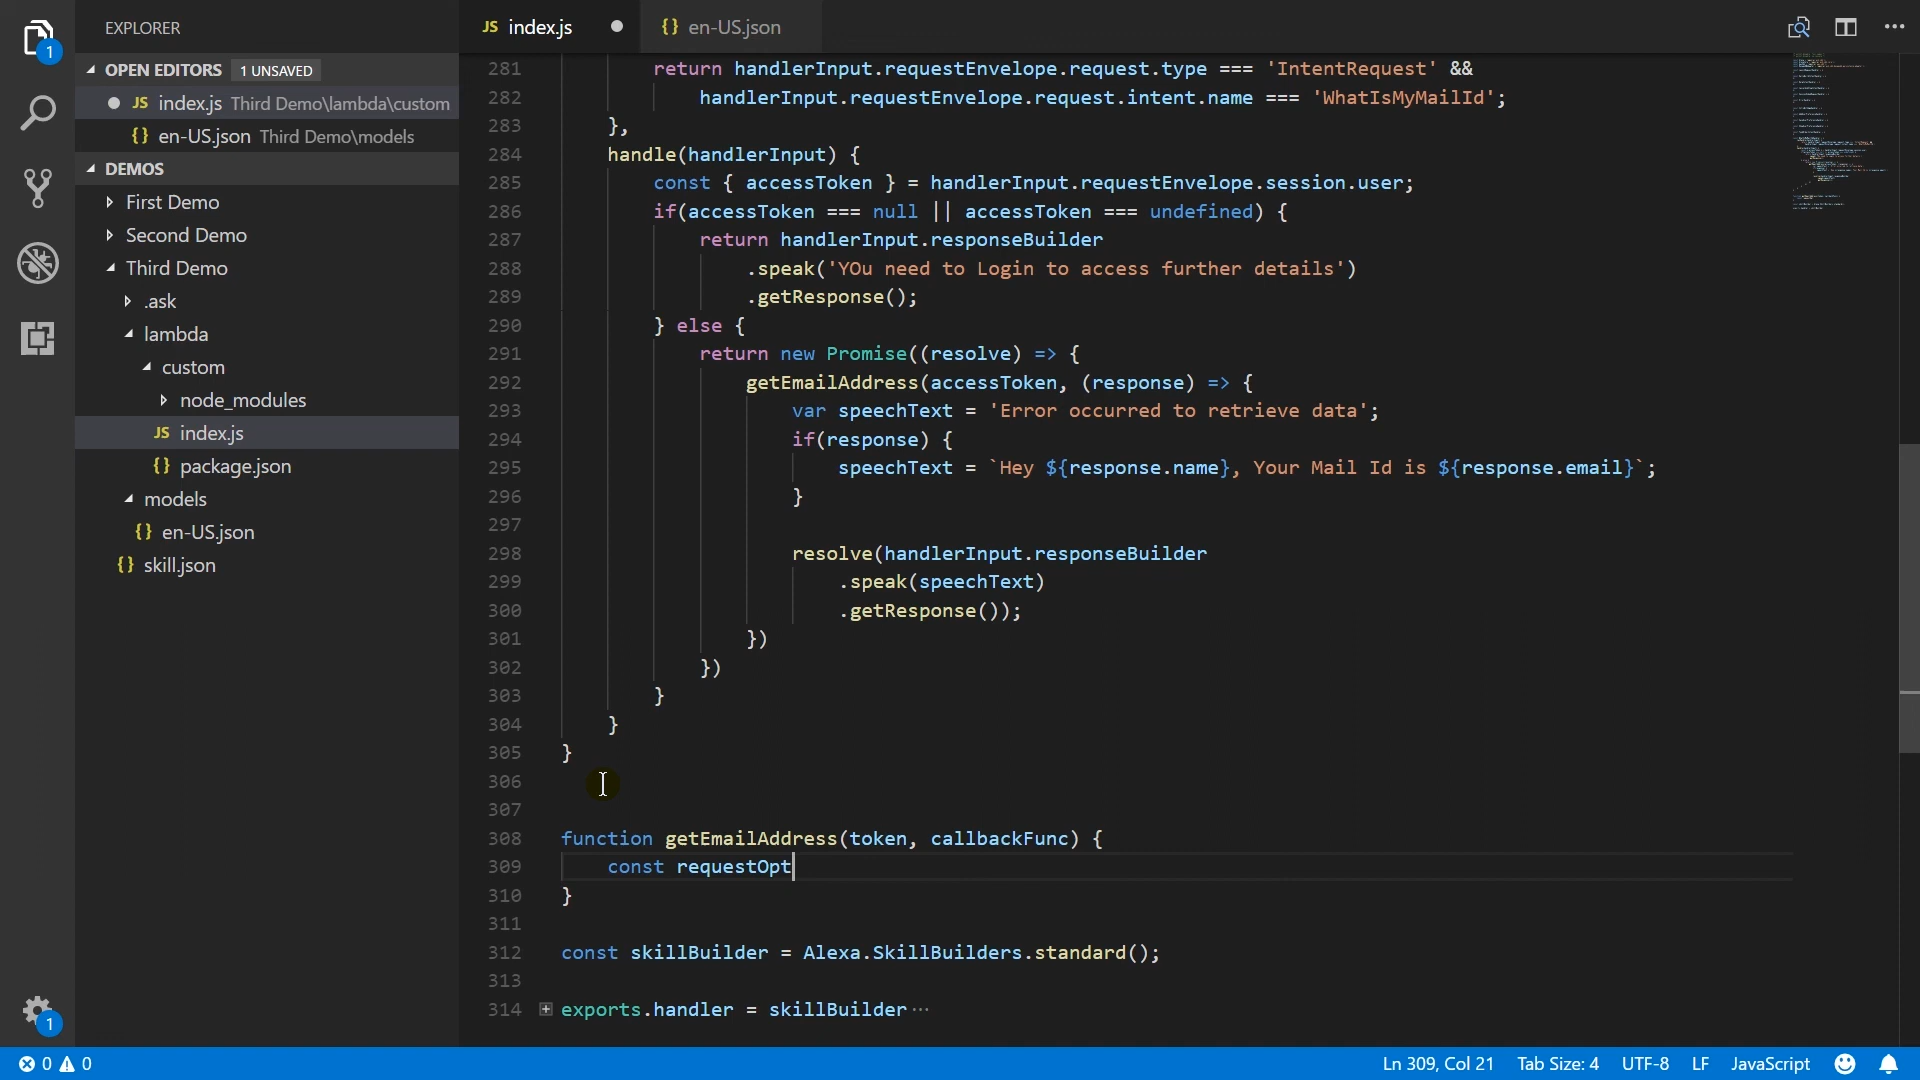 EXPLORER
JS index.js
{} en-US.json
OPEN EDITORS 1 UNSAVED
JS index.js Third Demo\lambda\custom
{} en-US.json Third Demo\models
DEMOS
First Demo
Second Demo
Third Demo
.ask
lambda
custom
node_modules
JS index.js
{} package.json
models
{} en-US.json
{} skill.json
1
1
281 return handlerInput.requestEnvelope.request.type === 'IntentRequest' &&
282 handlerInput.requestEnvelope.request.intent.name === 'WhatIsMyMailId';
283 },
284 handle(handlerInput) {
285 const { accessToken } = handlerInput.requestEnvelope.session.user;
286 if(accessToken === null || accessToken === undefined) {
287 return handlerInput.responseBuilder
288 .speak('YOu need to Login to access further details')
289 .getResponse();
290 } else {
291 return new Promise((resolve) => {
292 getEmailAddress(accessToken, (response) => {
293 var speechText = 'Error occurred to retrieve data';
294 if(response) {
295 speechText = `Hey ${response.name}, Your Mail Id is ${response.email}`;
296 }
297
298 resolve(handlerInput.responseBuilder
299 .speak(speechText)
300 .getResponse());
301 })
302 })
303 }
304 }
305 }
306
307
308 function getEmailAddress(token, callbackFunc) {
309 const requestOpt
310 }
311
312 const skillBuilder = Alexa.SkillBuilders.standard();
313
314 exports.handler = skillBuilder...
0 0 Ln 309, Col 21 Tab Size: 4 UTF-8 LF JavaScript